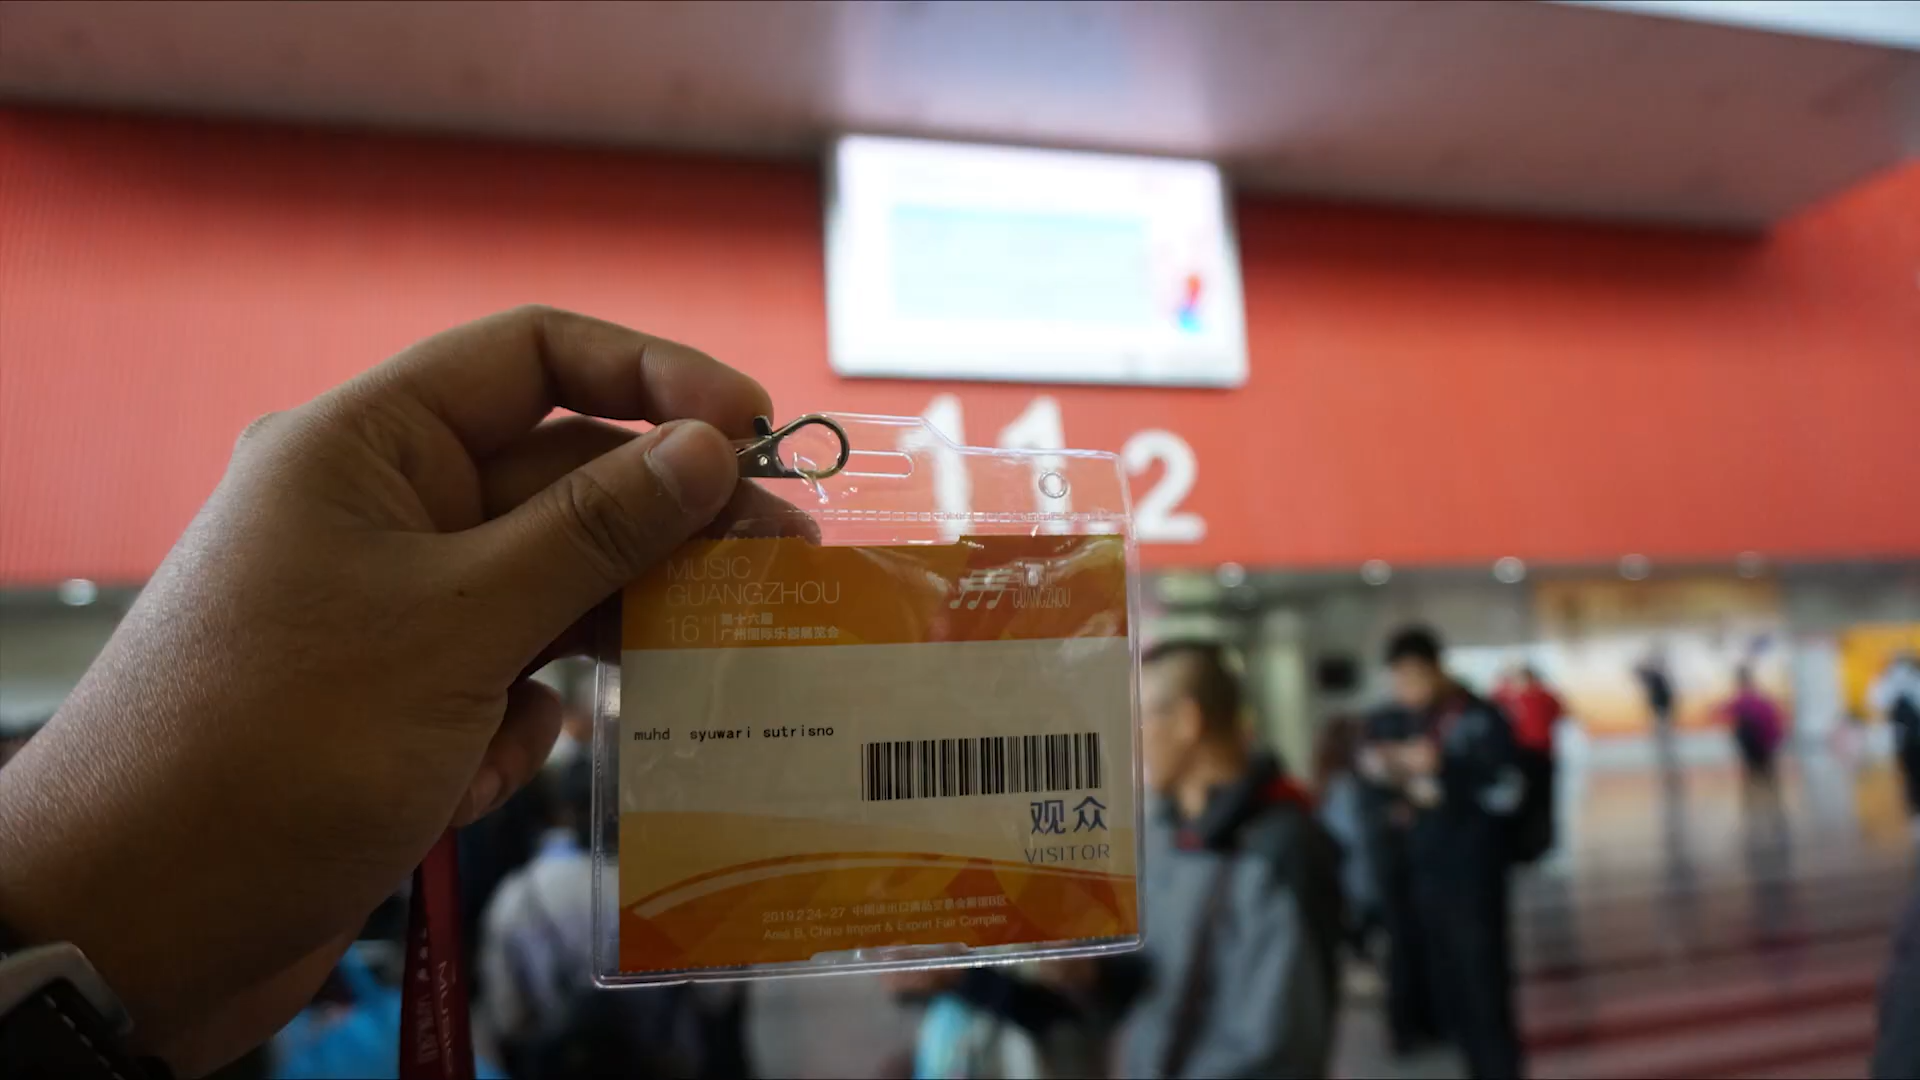 11.2
MUSIC
GUANGZHOU
16th 第十六届
广州国际乐器展览会
GUANGZHOU
muhd syuwari sutrisno
观众
VISITOR
2019.2.24-27 中国进出口商品交易会展馆B区
Area B, China Import & Export Fair Complex
MUSIC